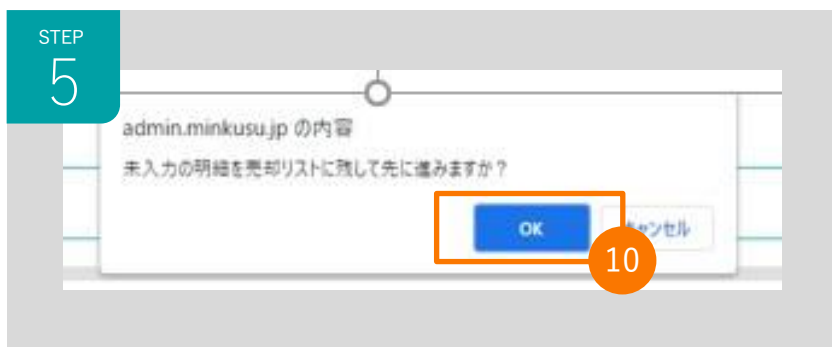 STEP
5
admin.minkusu.jp の内容
未入力の明細を売却リストに残して先に進みますか？
OK
キャンセル
10